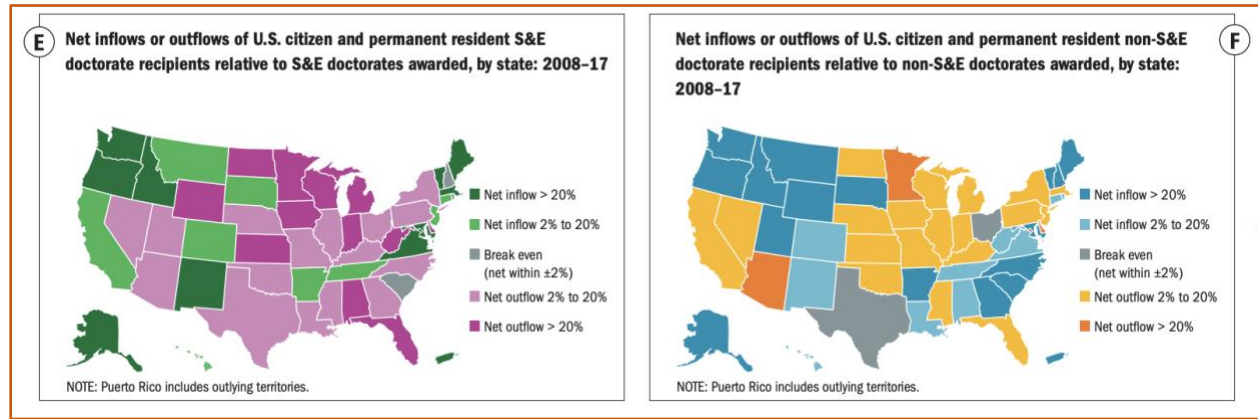 E
Net inflows or outflows of U.S. citizen and permanent resident S&E
doctorate recipients relative to S&E doctorates awarded, by state: 2008–17
Net inflow > 20%
Net inflow 2% to 20%
Break even
(net within ±2%)
Net outflow 2% to 20%
Net outflow > 20%
NOTE: Puerto Rico includes outlying territories.
F
Net inflows or outflows of U.S. citizen and permanent resident non-S&E
doctorate recipients relative to non-S&E doctorates awarded, by state:
2008–17
Net inflow > 20%
Net inflow 2% to 20%
Break even
(net within ±2%)
Net outflow 2% to 20%
Net outflow > 20%
NOTE: Puerto Rico includes outlying territories.